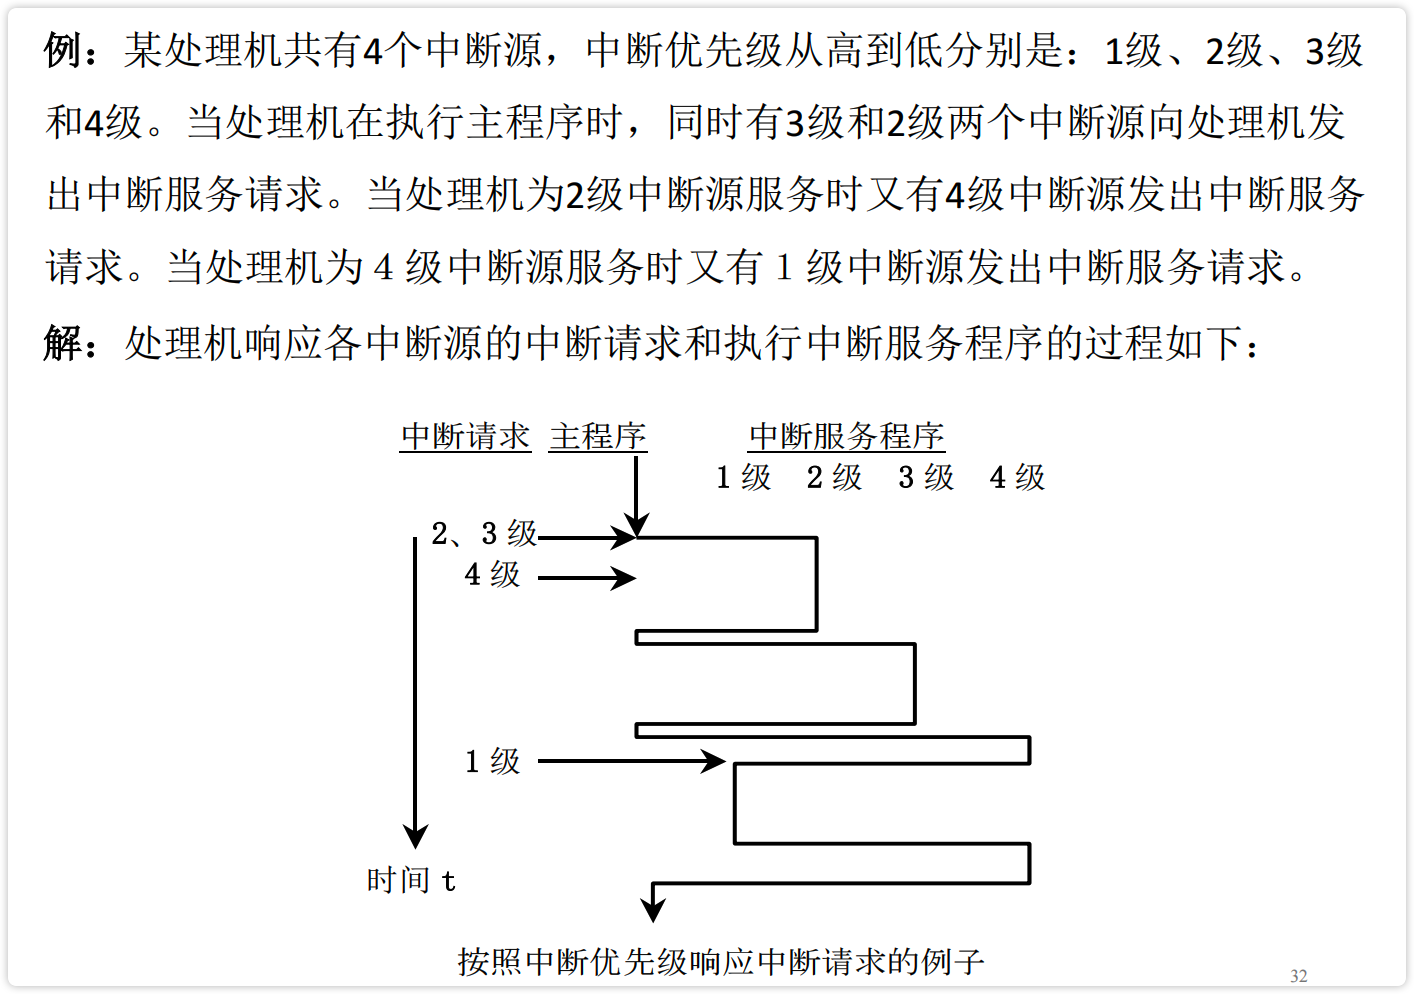 例：某处理机共有4个中断源，中断优先级从高到低分别是：1级、2级、3级
和4级。当处理机在执行主程序时，同时有3级和2级两个中断源向处理机发
出中断服务请求。当处理机为2级中断源服务时又有4级中断源发出中断服务
请求。当处理机为 4 级中断源服务时又有 1 级中断源发出中断服务请求。
解：处理机响应各中断源的中断请求和执行中断服务程序的过程如下：
中断请求 主程序 中断服务程序
1 级 2 级 3 级 4 级
2、3 级
4 级
1 级
时间 t
按照中断优先级响应中断请求的例子
32